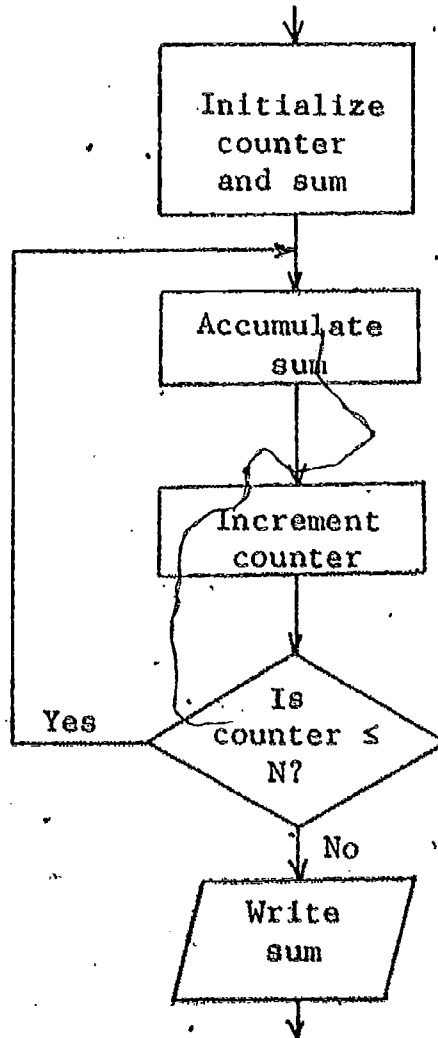 Initialize
counter
and sum
Accumulate
sum
Increment
counter
Is
counter ≤
N?
Yes
No
Write
sum